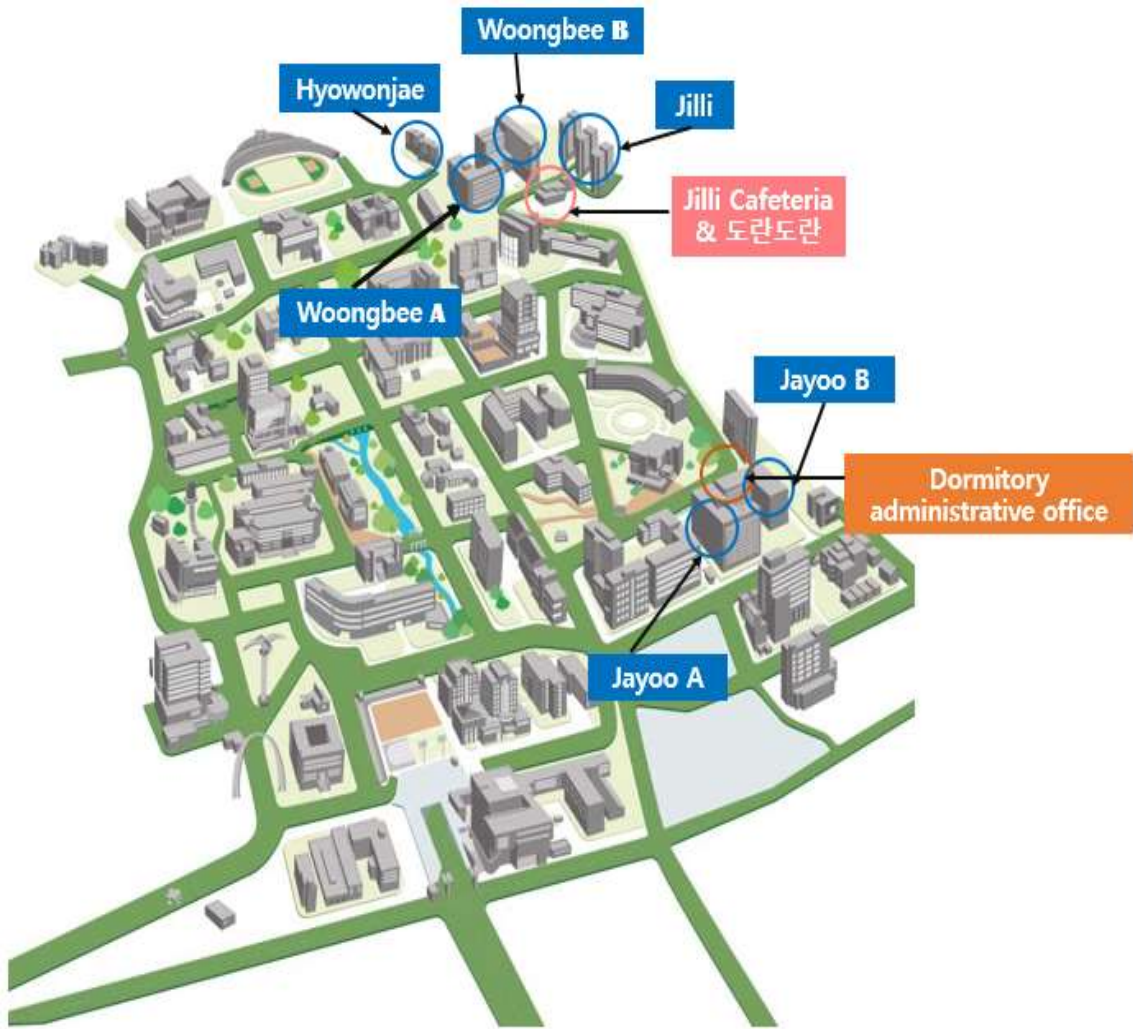 Woongbee B
Hyowonjae
Jilli
Jilli Cafeteria
& 도란도란
Woongbee A
Jayoo B
Dormitory
administrative office
Jayoo A